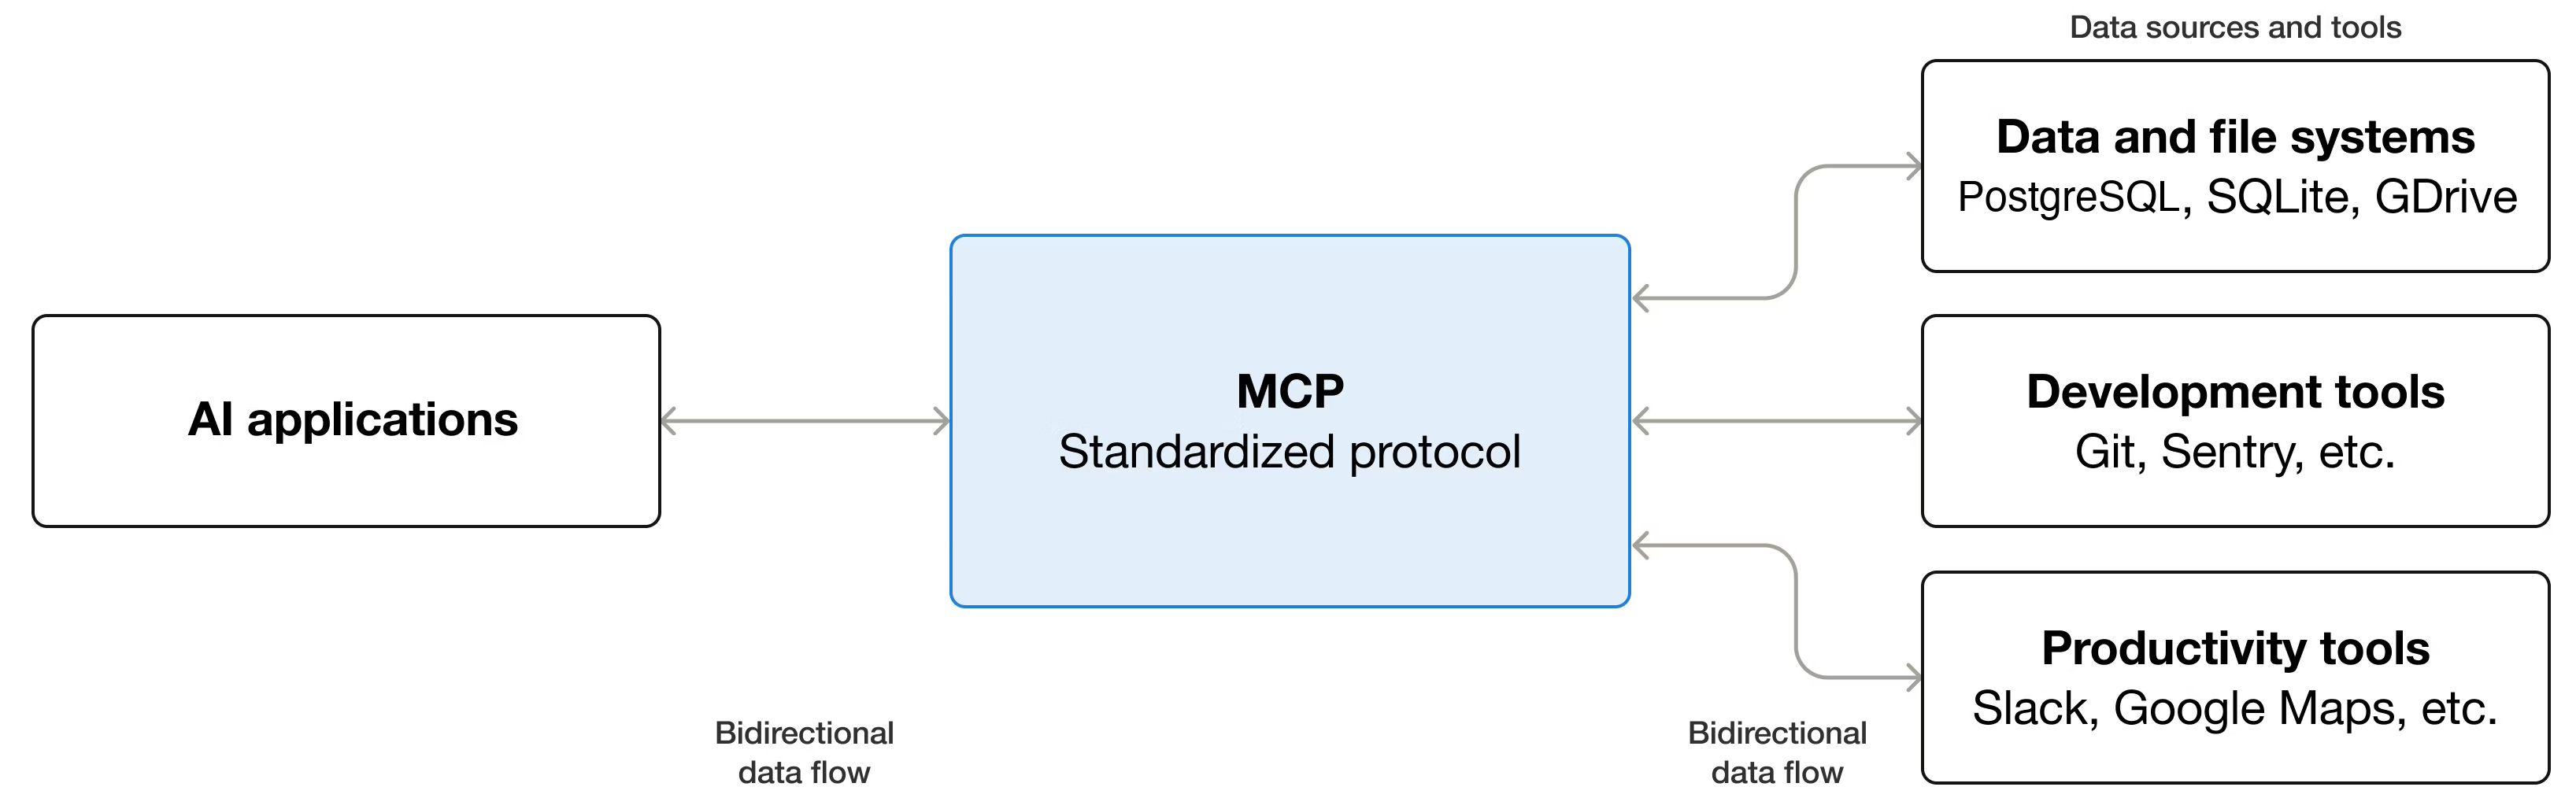 Data sources and tools
Data and file systems
PostgreSQL, SQLite, GDrive
AI applications
MCP
Standardized protocol
Development tools
Git, Sentry, etc.
Productivity tools
Slack, Google Maps, etc.
Bidirectional
data flow
Bidirectional
data flow